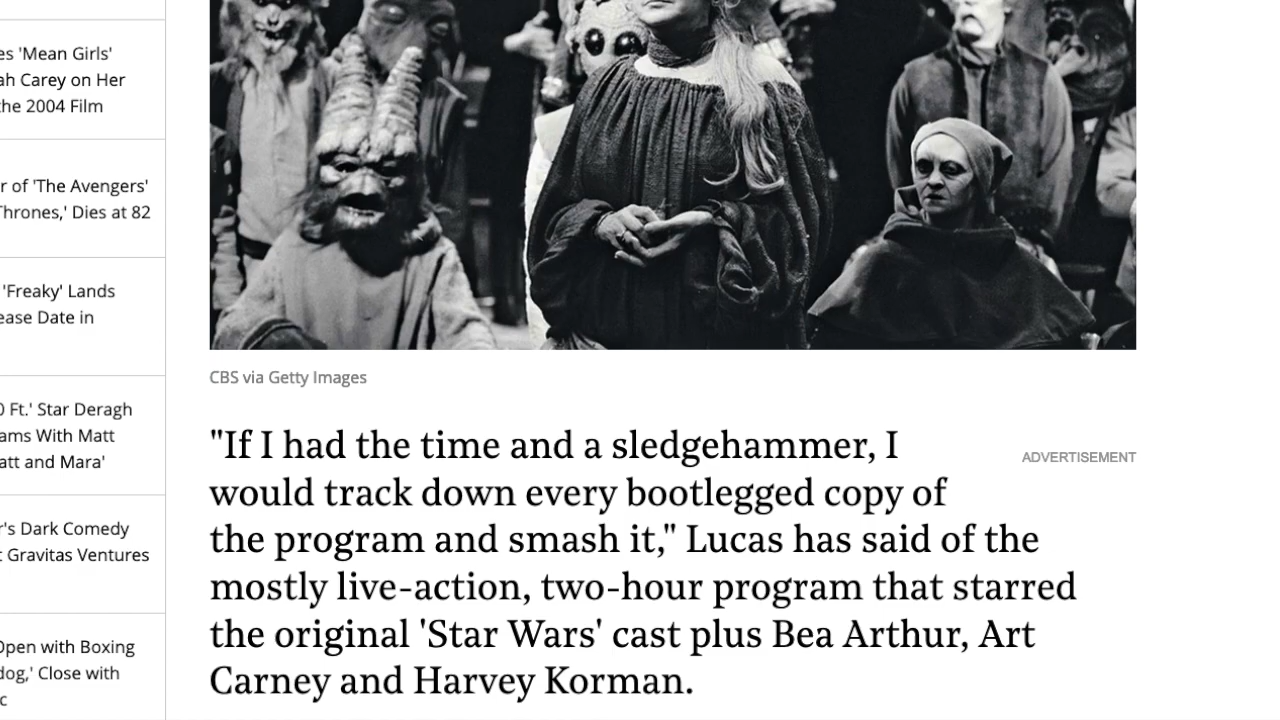 es 'Mean Girls'
ah Carey on Her
the 2004 Film
r of 'The Avengers'
Thrones,' Dies at 82
'Freaky' Lands
ease Date in
0 Ft.' Star Deragh
ams With Matt
att and Mara'
r's Dark Comedy
t Gravitas Ventures
Open with Boxing
dog,' Close with
c
CBS via Getty Images
"If I had the time and a sledgehammer, I
would track down every bootlegged copy of
the program and smash it," Lucas has said of the
mostly live-action, two-hour program that starred
the original 'Star Wars' cast plus Bea Arthur, Art
Carney and Harvey Korman.
ADVERTISEMENT